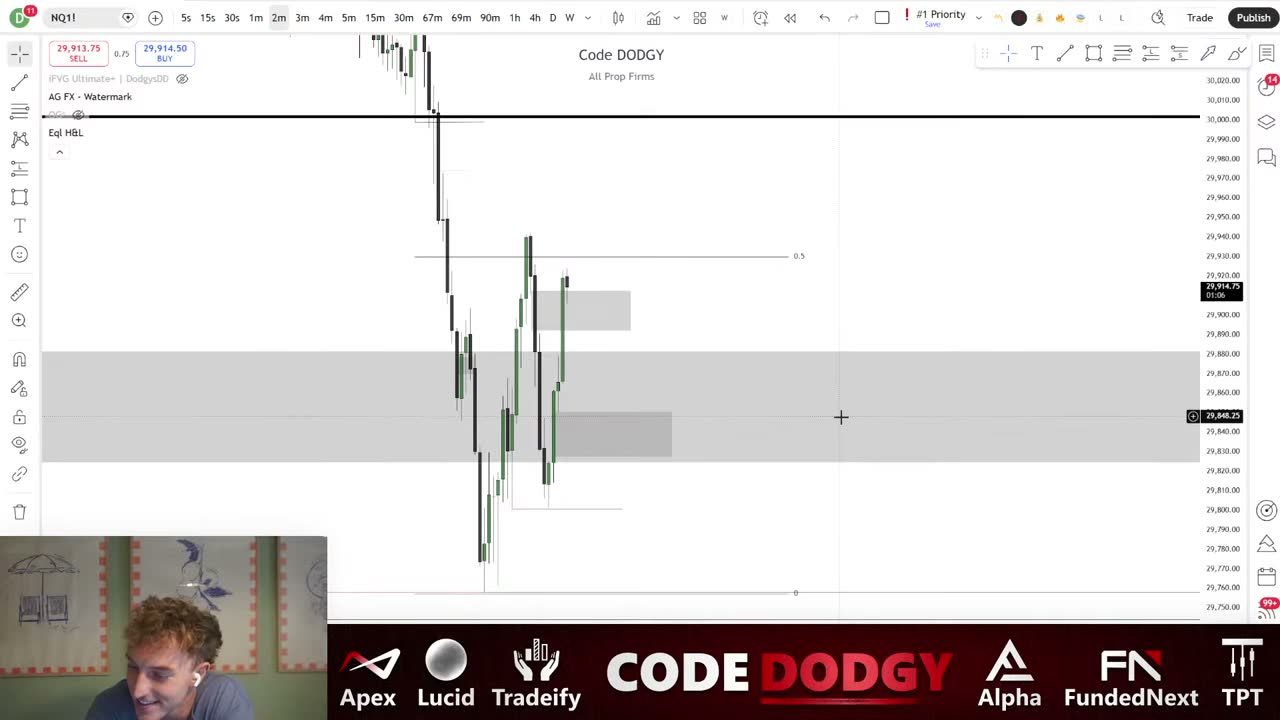 D
11
NQ1!
5s 15s 30s 1m 2m 3m 4m 5m 15m 30m 67m 69m 90m 1h 4h D W
W
#1 Priority
Save
L L
Trade
Publish
29,913.75
SELL
0.75
29,914.50
BUY
iFVG Ultimate+ | DodgysDD
AG FX - Watermark
Eql H&L
Code DODGY
All Prop Firms
14
0.5
0
30,020.00
30,010.00
30,000.00
29,990.00
29,980.00
29,970.00
29,960.00
29,950.00
29,940.00
29,930.00
29,920.00
29,914.75
01:06
29,900.00
29,890.00
29,880.00
29,870.00
29,860.00
29,848.25
29,840.00
29,830.00
29,820.00
29,810.00
29,800.00
29,790.00
29,780.00
29,770.00
29,760.00
29,750.00
99+
CODE DODGY
Apex Lucid Tradeify Alpha FundedNext TPT